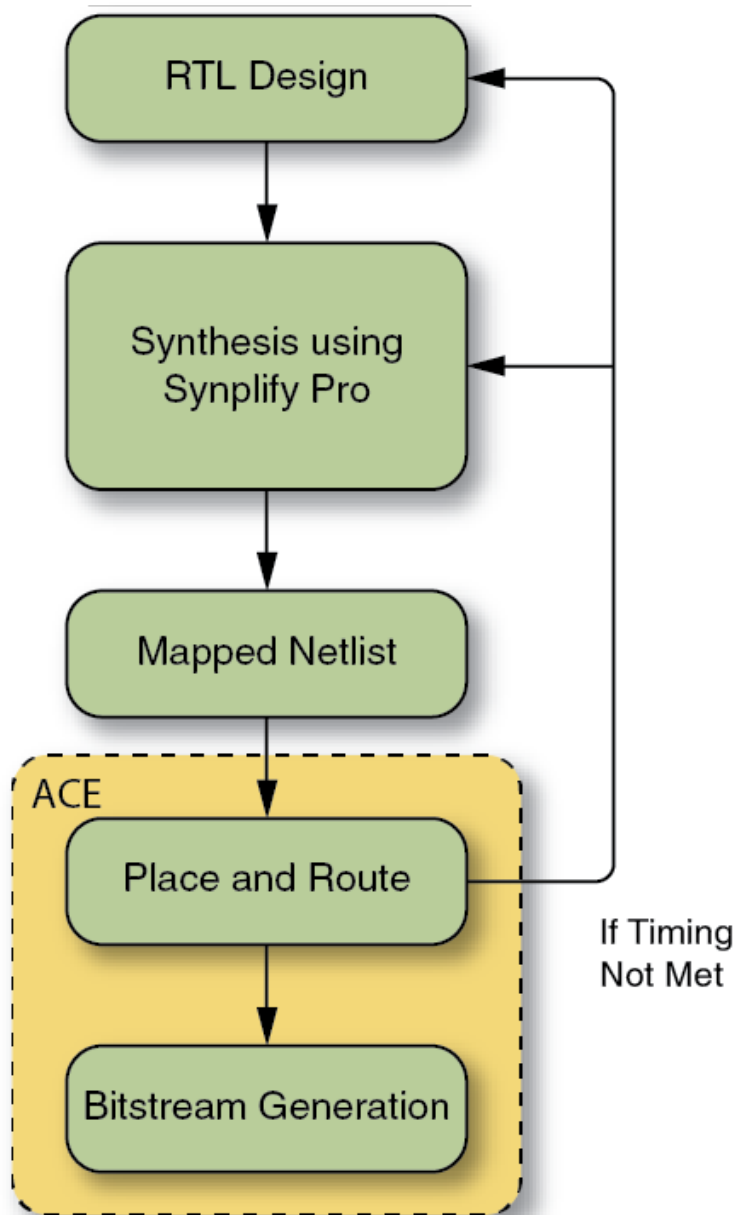 RTL Design
Synthesis using
Synplify Pro
Mapped Netlist
ACE
Place and Route
If Timing
Not Met
Bitstream Generation